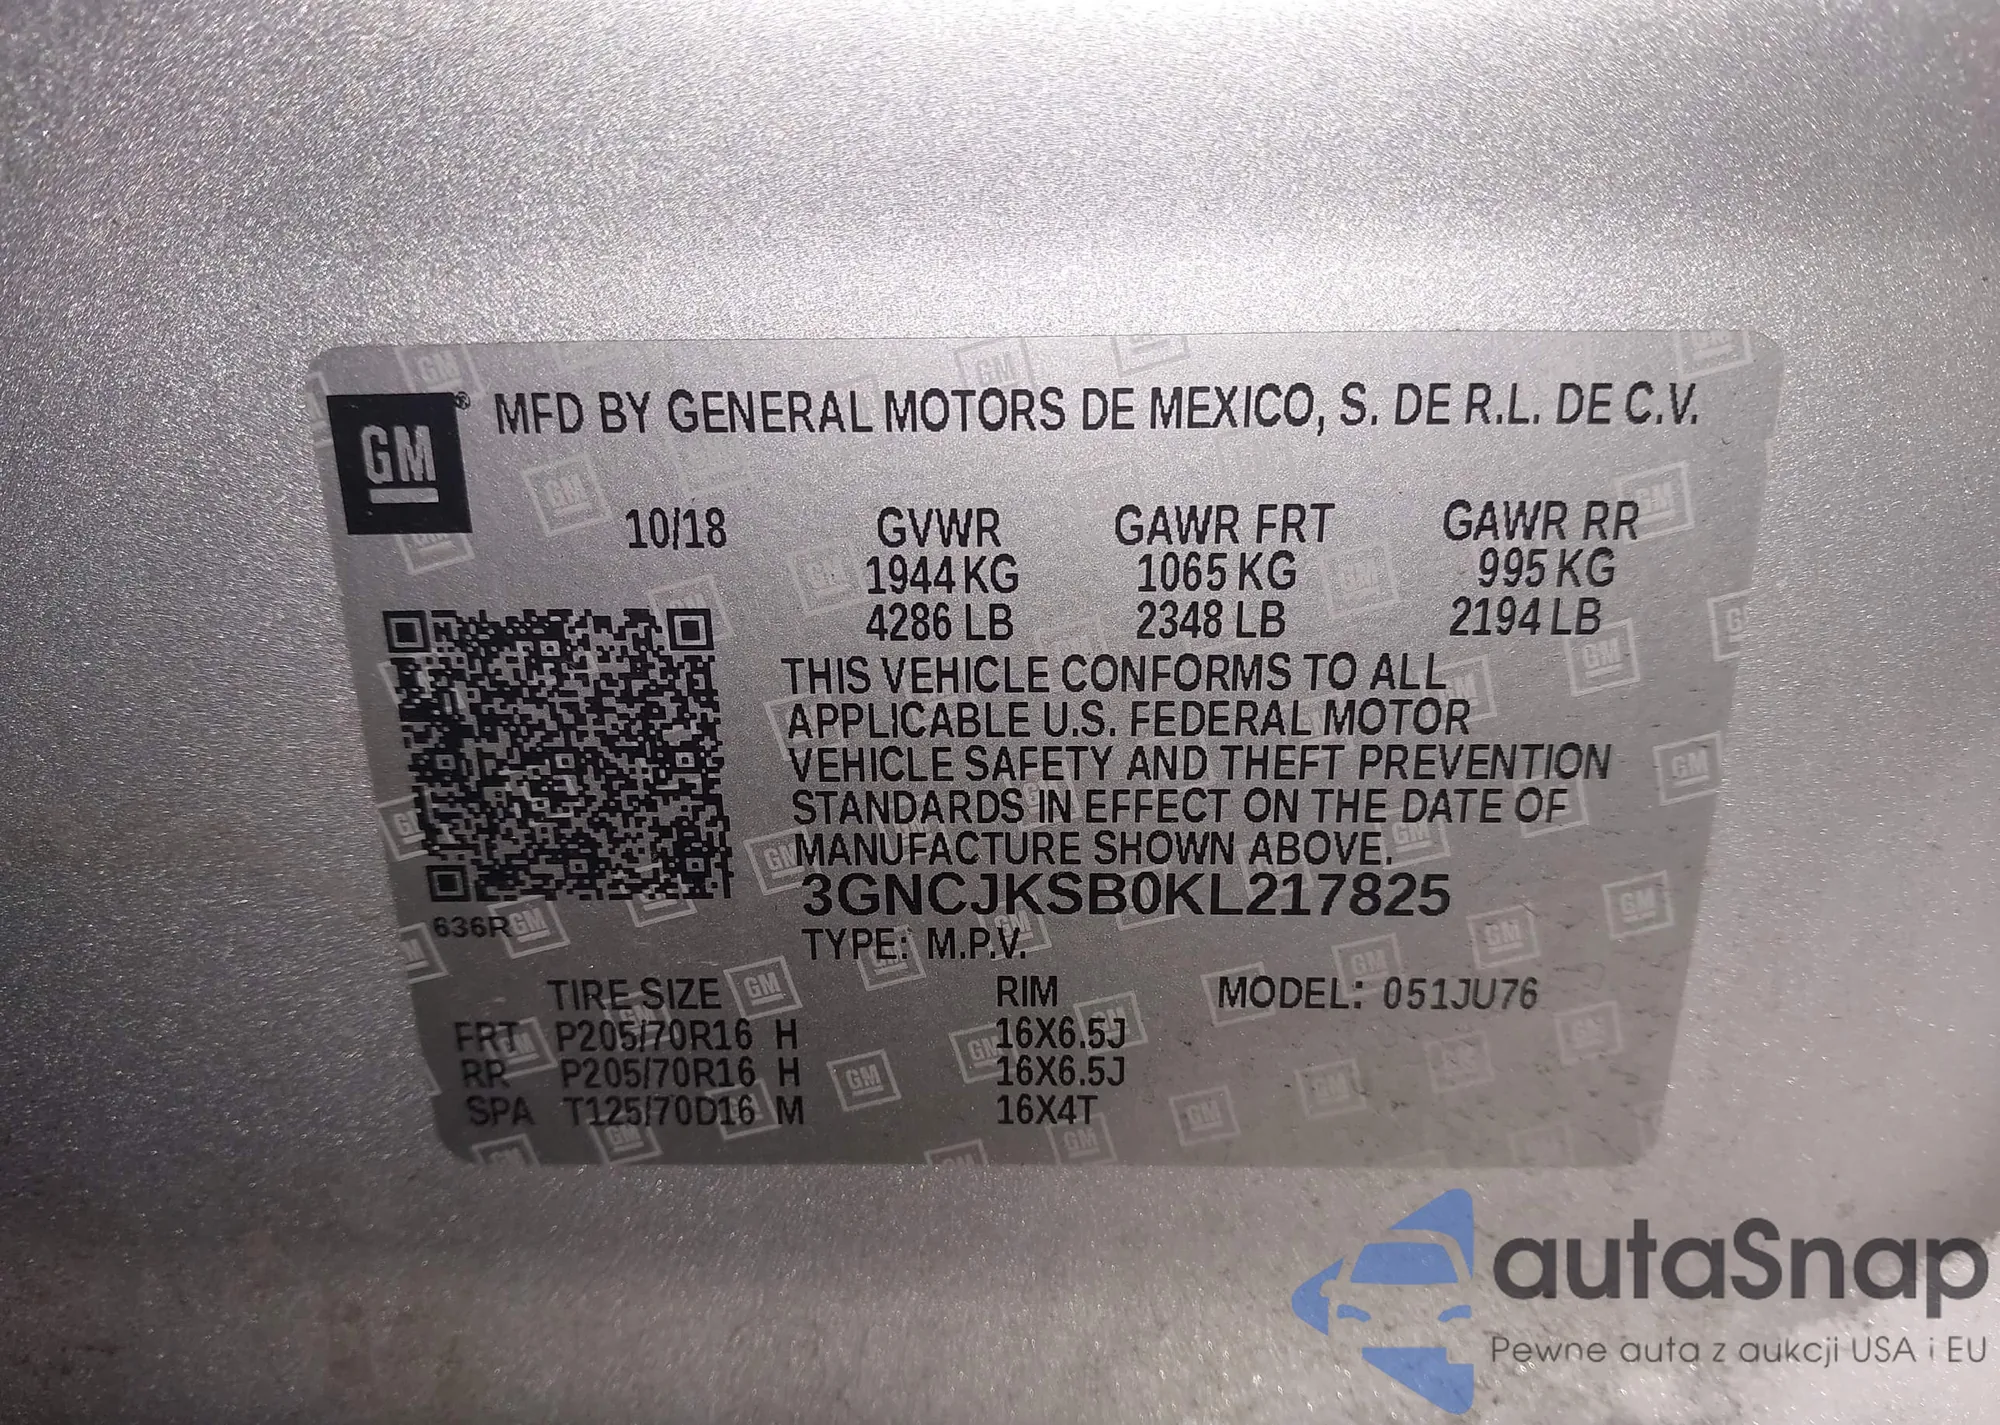 GM® MFD BY GENERAL MOTORS DE MEXICO, S. DE R.L. DE C.V.
10/18 GVWR GAWR FRT GAWR RR
1944 KG 1065 KG 995 KG
4286 LB 2348 LB 2194 LB
THIS VEHICLE CONFORMS TO ALL
APPLICABLE U.S. FEDERAL MOTOR
VEHICLE SAFETY AND THEFT PREVENTION
STANDARDS IN EFFECT ON THE DATE OF
MANUFACTURE SHOWN ABOVE.
3GNCJKSB0KL217825
636R
TYPE: M.P.V.
TIRE SIZE RIM MODEL: 051JU76
FRT P205/70R16 H 16X6.5J
RR P205/70R16 H 16X6.5J
SPA T125/70D16 M 16X4T
autaSnap
Pewne auta z aukcji USA i EU